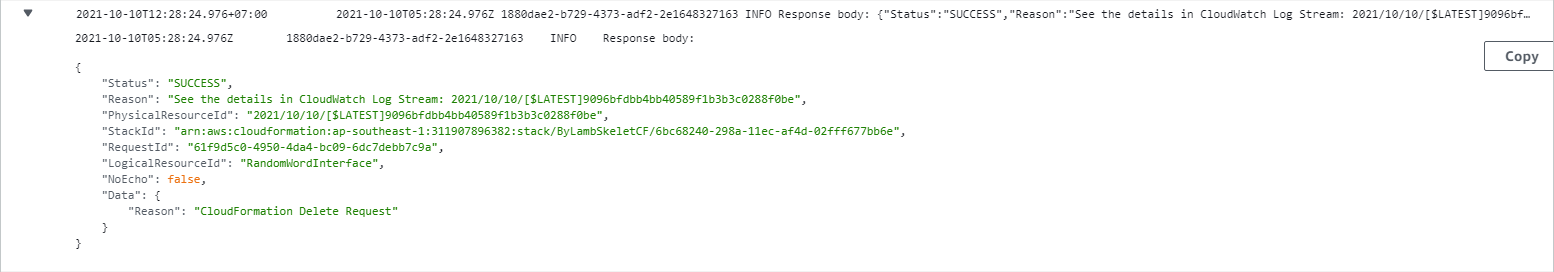 2021-10-10T12:28:24.976+07:00 2021-10-10T05:28:24.976Z 1880dae2-b729-4373-adf2-2e1648327163 INFO Response body: {"Status":"SUCCESS","Reason":"See the details in CloudWatch Log Stream: 2021/10/10/[$LATEST]9096bf…
2021-10-10T05:28:24.976Z 1880dae2-b729-4373-adf2-2e1648327163 INFO Response body:
Copy
{
"Status": "SUCCESS",
"Reason": "See the details in CloudWatch Log Stream: 2021/10/10/[$LATEST]9096bfdbb4bb40589f1b3b3c0288f0be",
"PhysicalResourceId": "2021/10/10/[$LATEST]9096bfdbb4bb40589f1b3b3c0288f0be",
"StackId": "arn:aws:cloudformation:ap-southeast-1:311907896382:stack/ByLambSkeletCF/6bc68240-298a-11ec-af4d-02fff677bb6e",
"RequestId": "61f9d5c0-4950-4da4-bc09-6dc7debb7c9a",
"LogicalResourceId": "RandomWordInterface",
"NoEcho": false,
"Data": {
"Reason": "CloudFormation Delete Request"
}
}